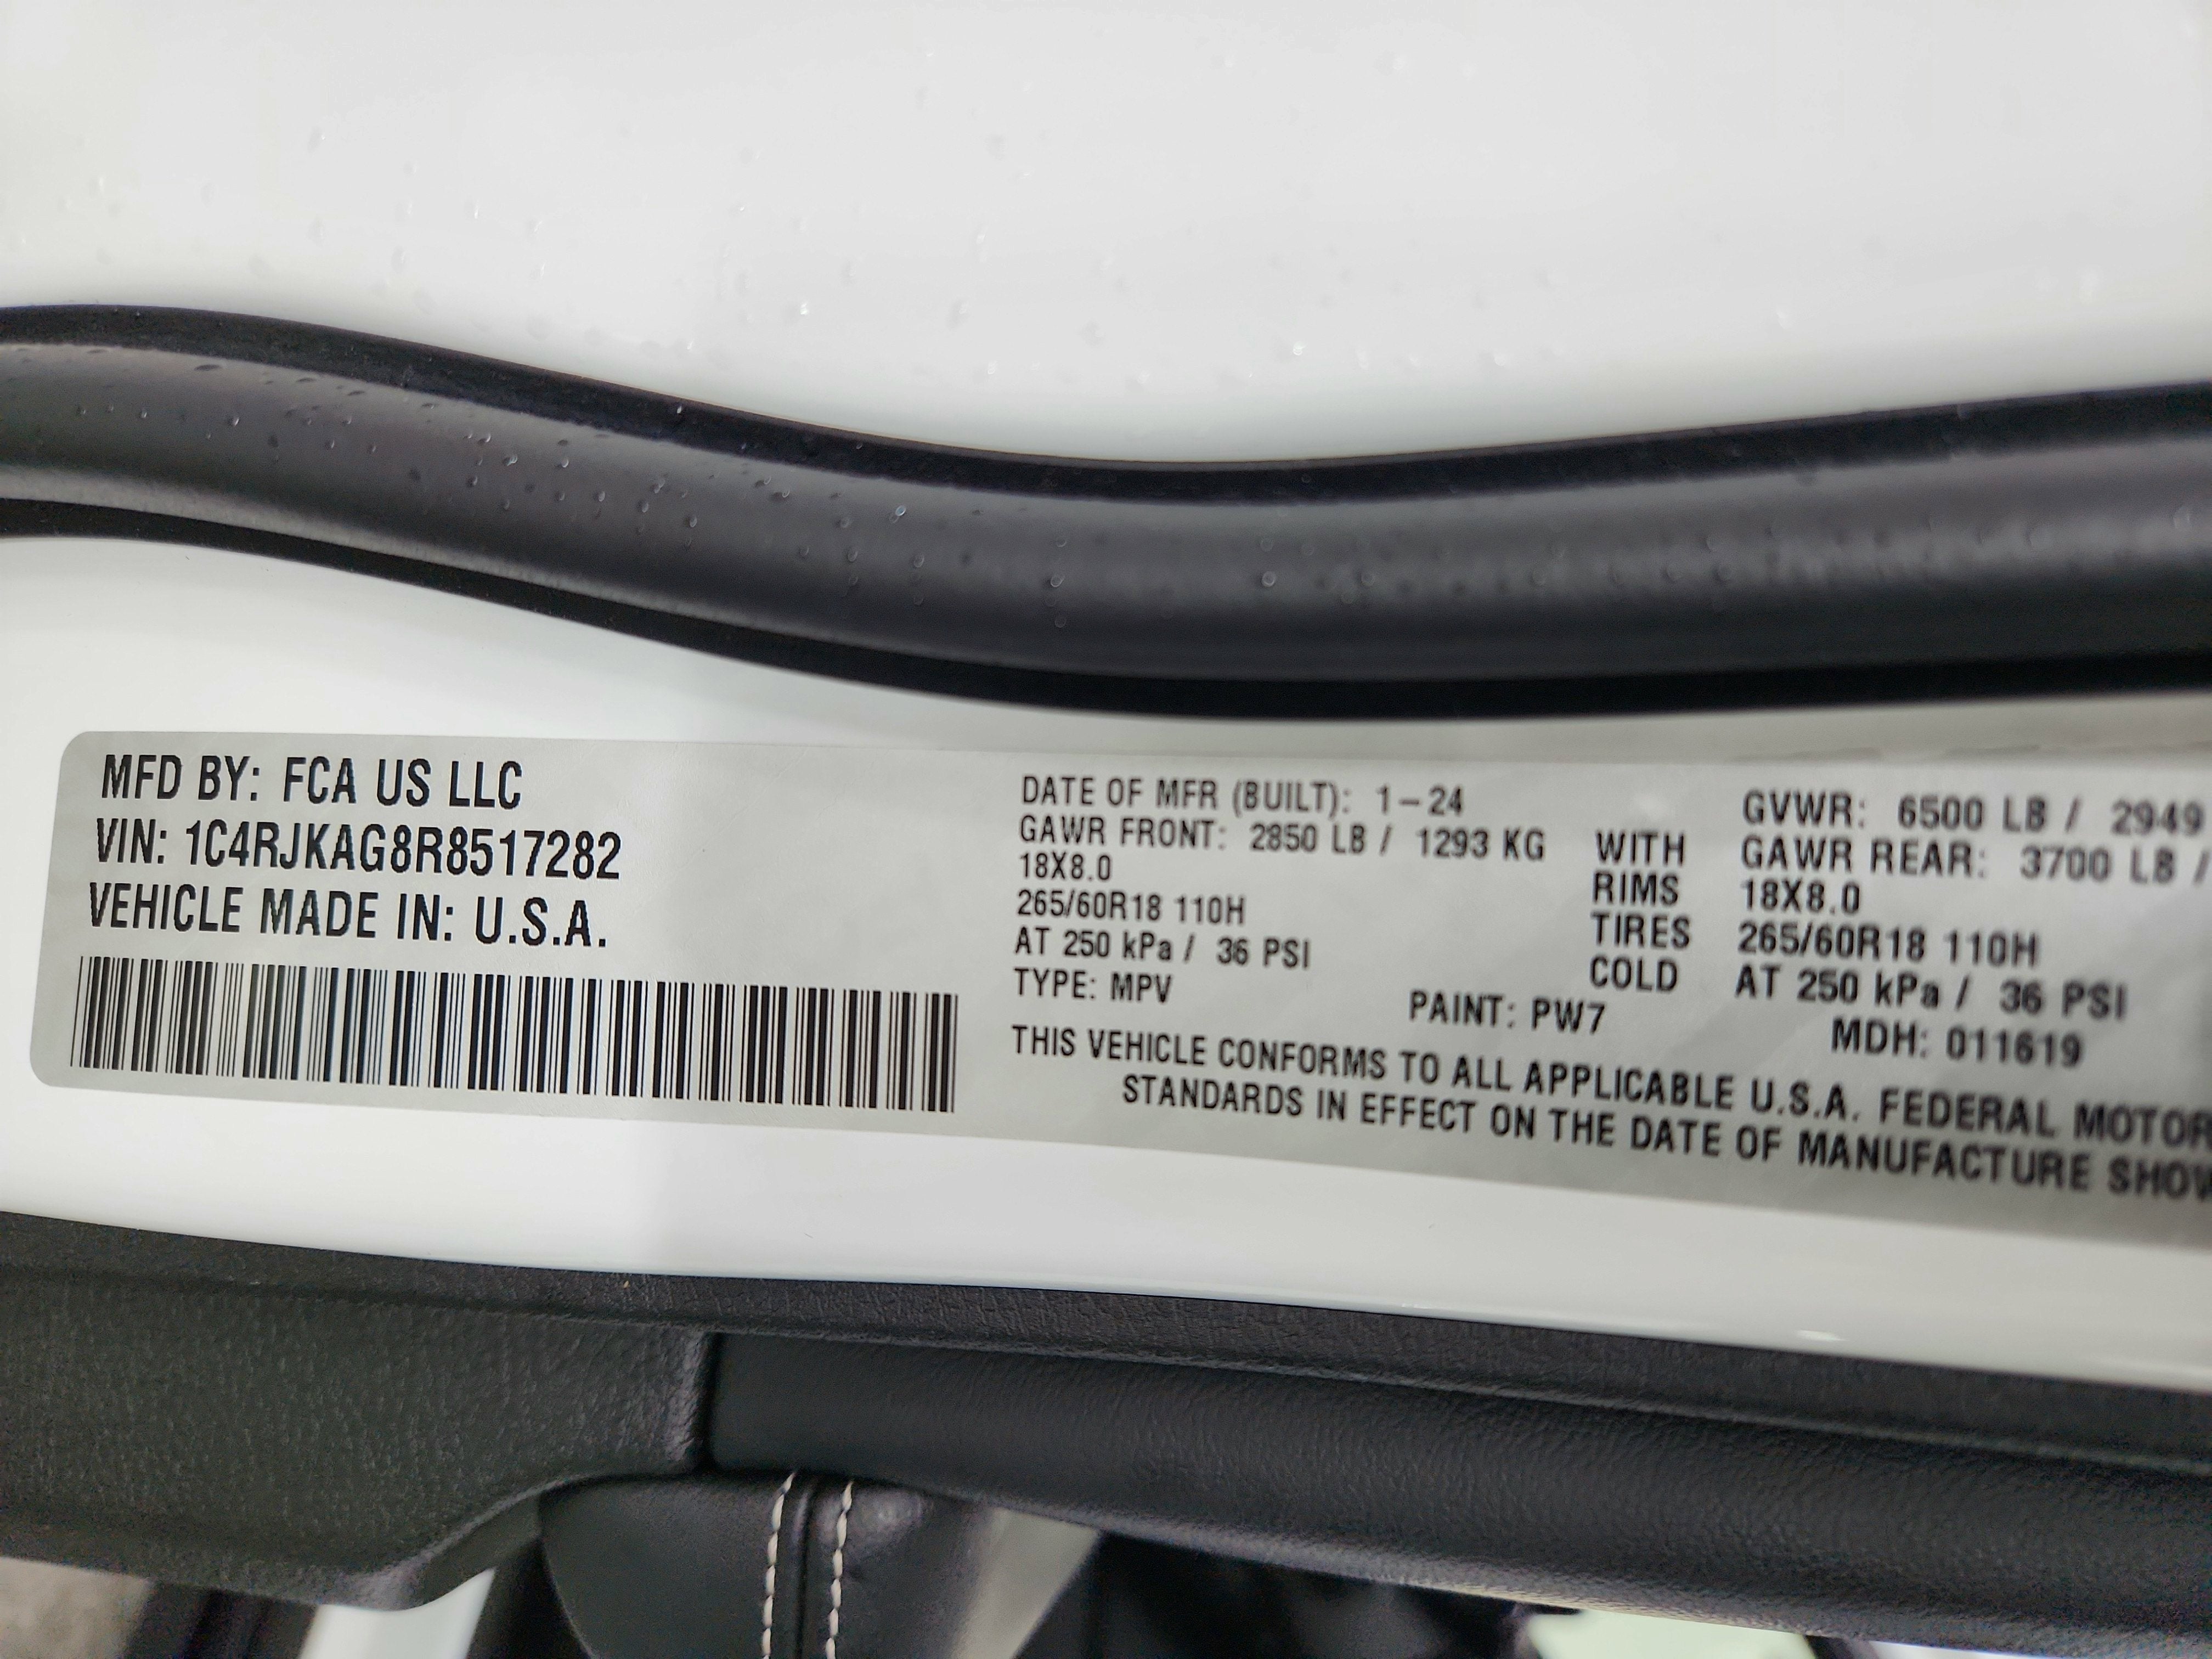 MFD BY: FCA US LLC
VIN: 1C4RJKAG8R8517282
VEHICLE MADE IN: U.S.A.
DATE OF MFR (BUILT): 1-24 GVWR: 6500 LB / 2949
GAWR FRONT: 2850 LB / 1293 KG WITH GAWR REAR: 3700 LB /
18X8.0 RIMS 18X8.0
265/60R18 110H TIRES 265/60R18 110H
AT 250 kPa / 36 PSI COLD AT 250 kPa / 36 PSI
TYPE: MPV PAINT: PW7 MDH: 011619
THIS VEHICLE CONFORMS TO ALL APPLICABLE U.S.A. FEDERAL MOTOR
STANDARDS IN EFFECT ON THE DATE OF MANUFACTURE